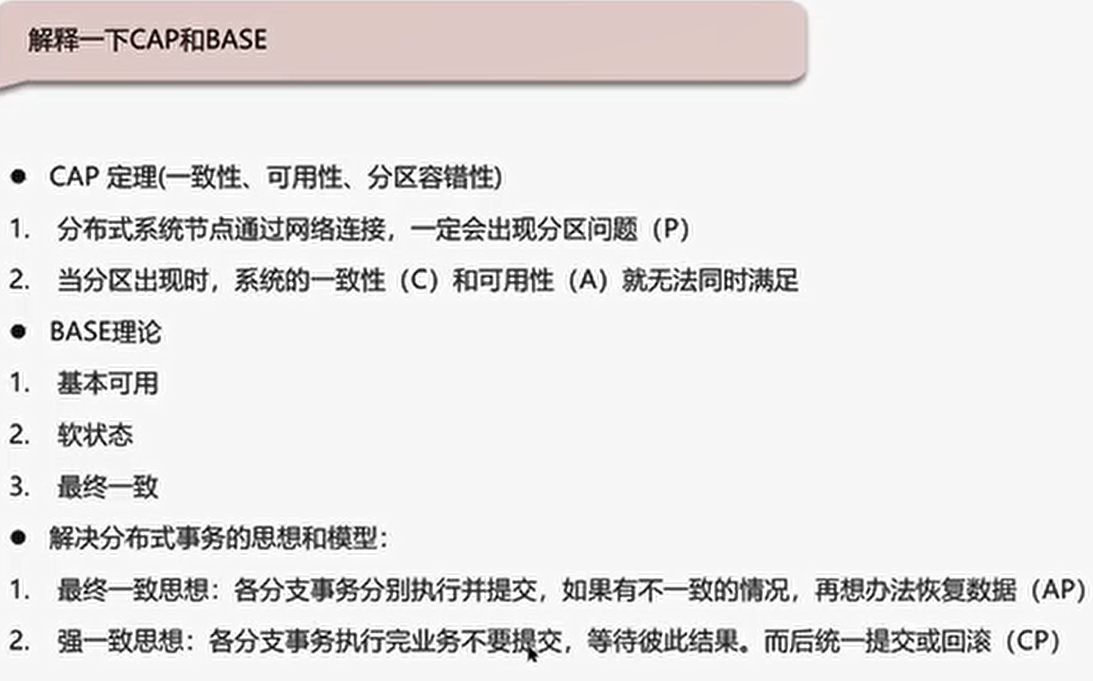 解释一下CAP和BASE
● CAP 定理(一致性、可用性、分区容错性)
1. 分布式系统节点通过网络连接，一定会出现分区问题（P）
2. 当分区出现时，系统的一致性（C）和可用性（A）就无法同时满足
● BASE理论
1. 基本可用
2. 软状态
3. 最终一致
● 解决分布式事务的思想和模型：
1. 最终一致思想：各分支事务分别执行并提交，如果有不一致的情况，再想办法恢复数据（AP）
2. 强一致思想：各分支事务执行完业务不要提交，等待彼此结果。而后统一提交或回滚（CP）